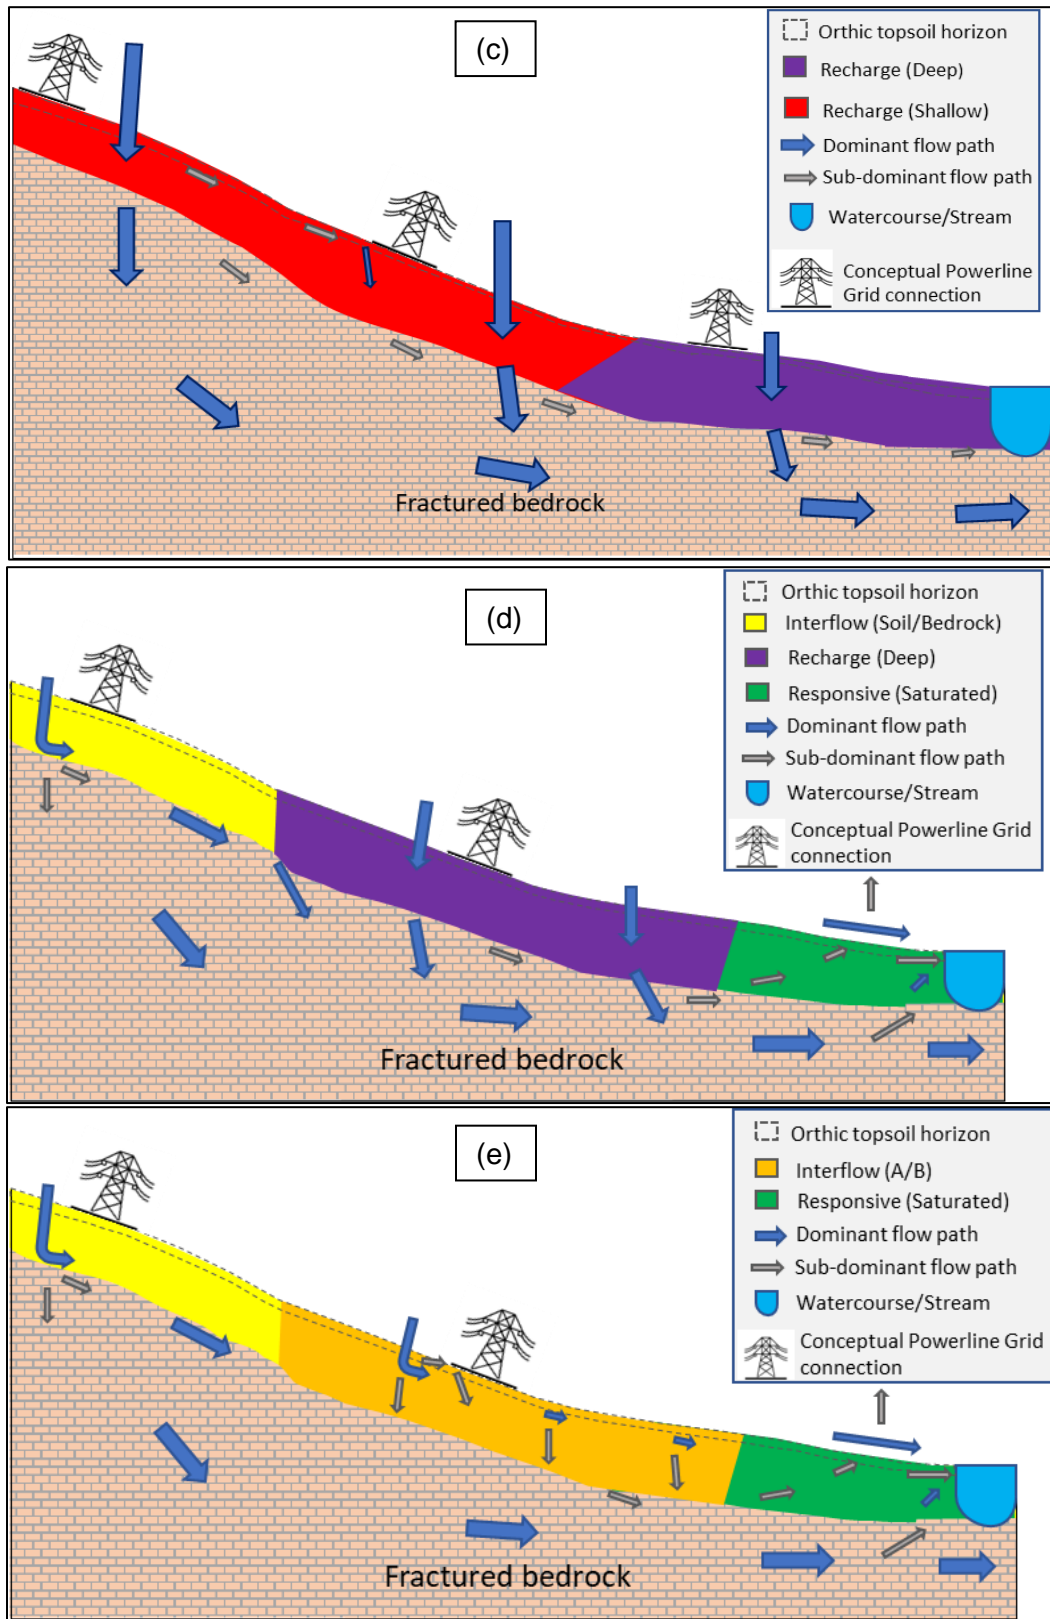 (c)
Orthic topsoil horizon
Recharge (Deep)
Recharge (Shallow)
Dominant flow path
Sub-dominant flow path
Watercourse/Stream
Conceptual Powerline
Grid connection
Fractured bedrock
(d)
Orthic topsoil horizon
Interflow (Soil/Bedrock)
Recharge (Deep)
Responsive (Saturated)
Dominant flow path
Sub-dominant flow path
Watercourse/Stream
Conceptual Powerline Grid
connection
Fractured bedrock
(e)
Orthic topsoil horizon
Interflow (A/B)
Responsive (Saturated)
Dominant flow path
Sub-dominant flow path
Watercourse/Stream
Conceptual Powerline Grid
connection
Fractured bedrock